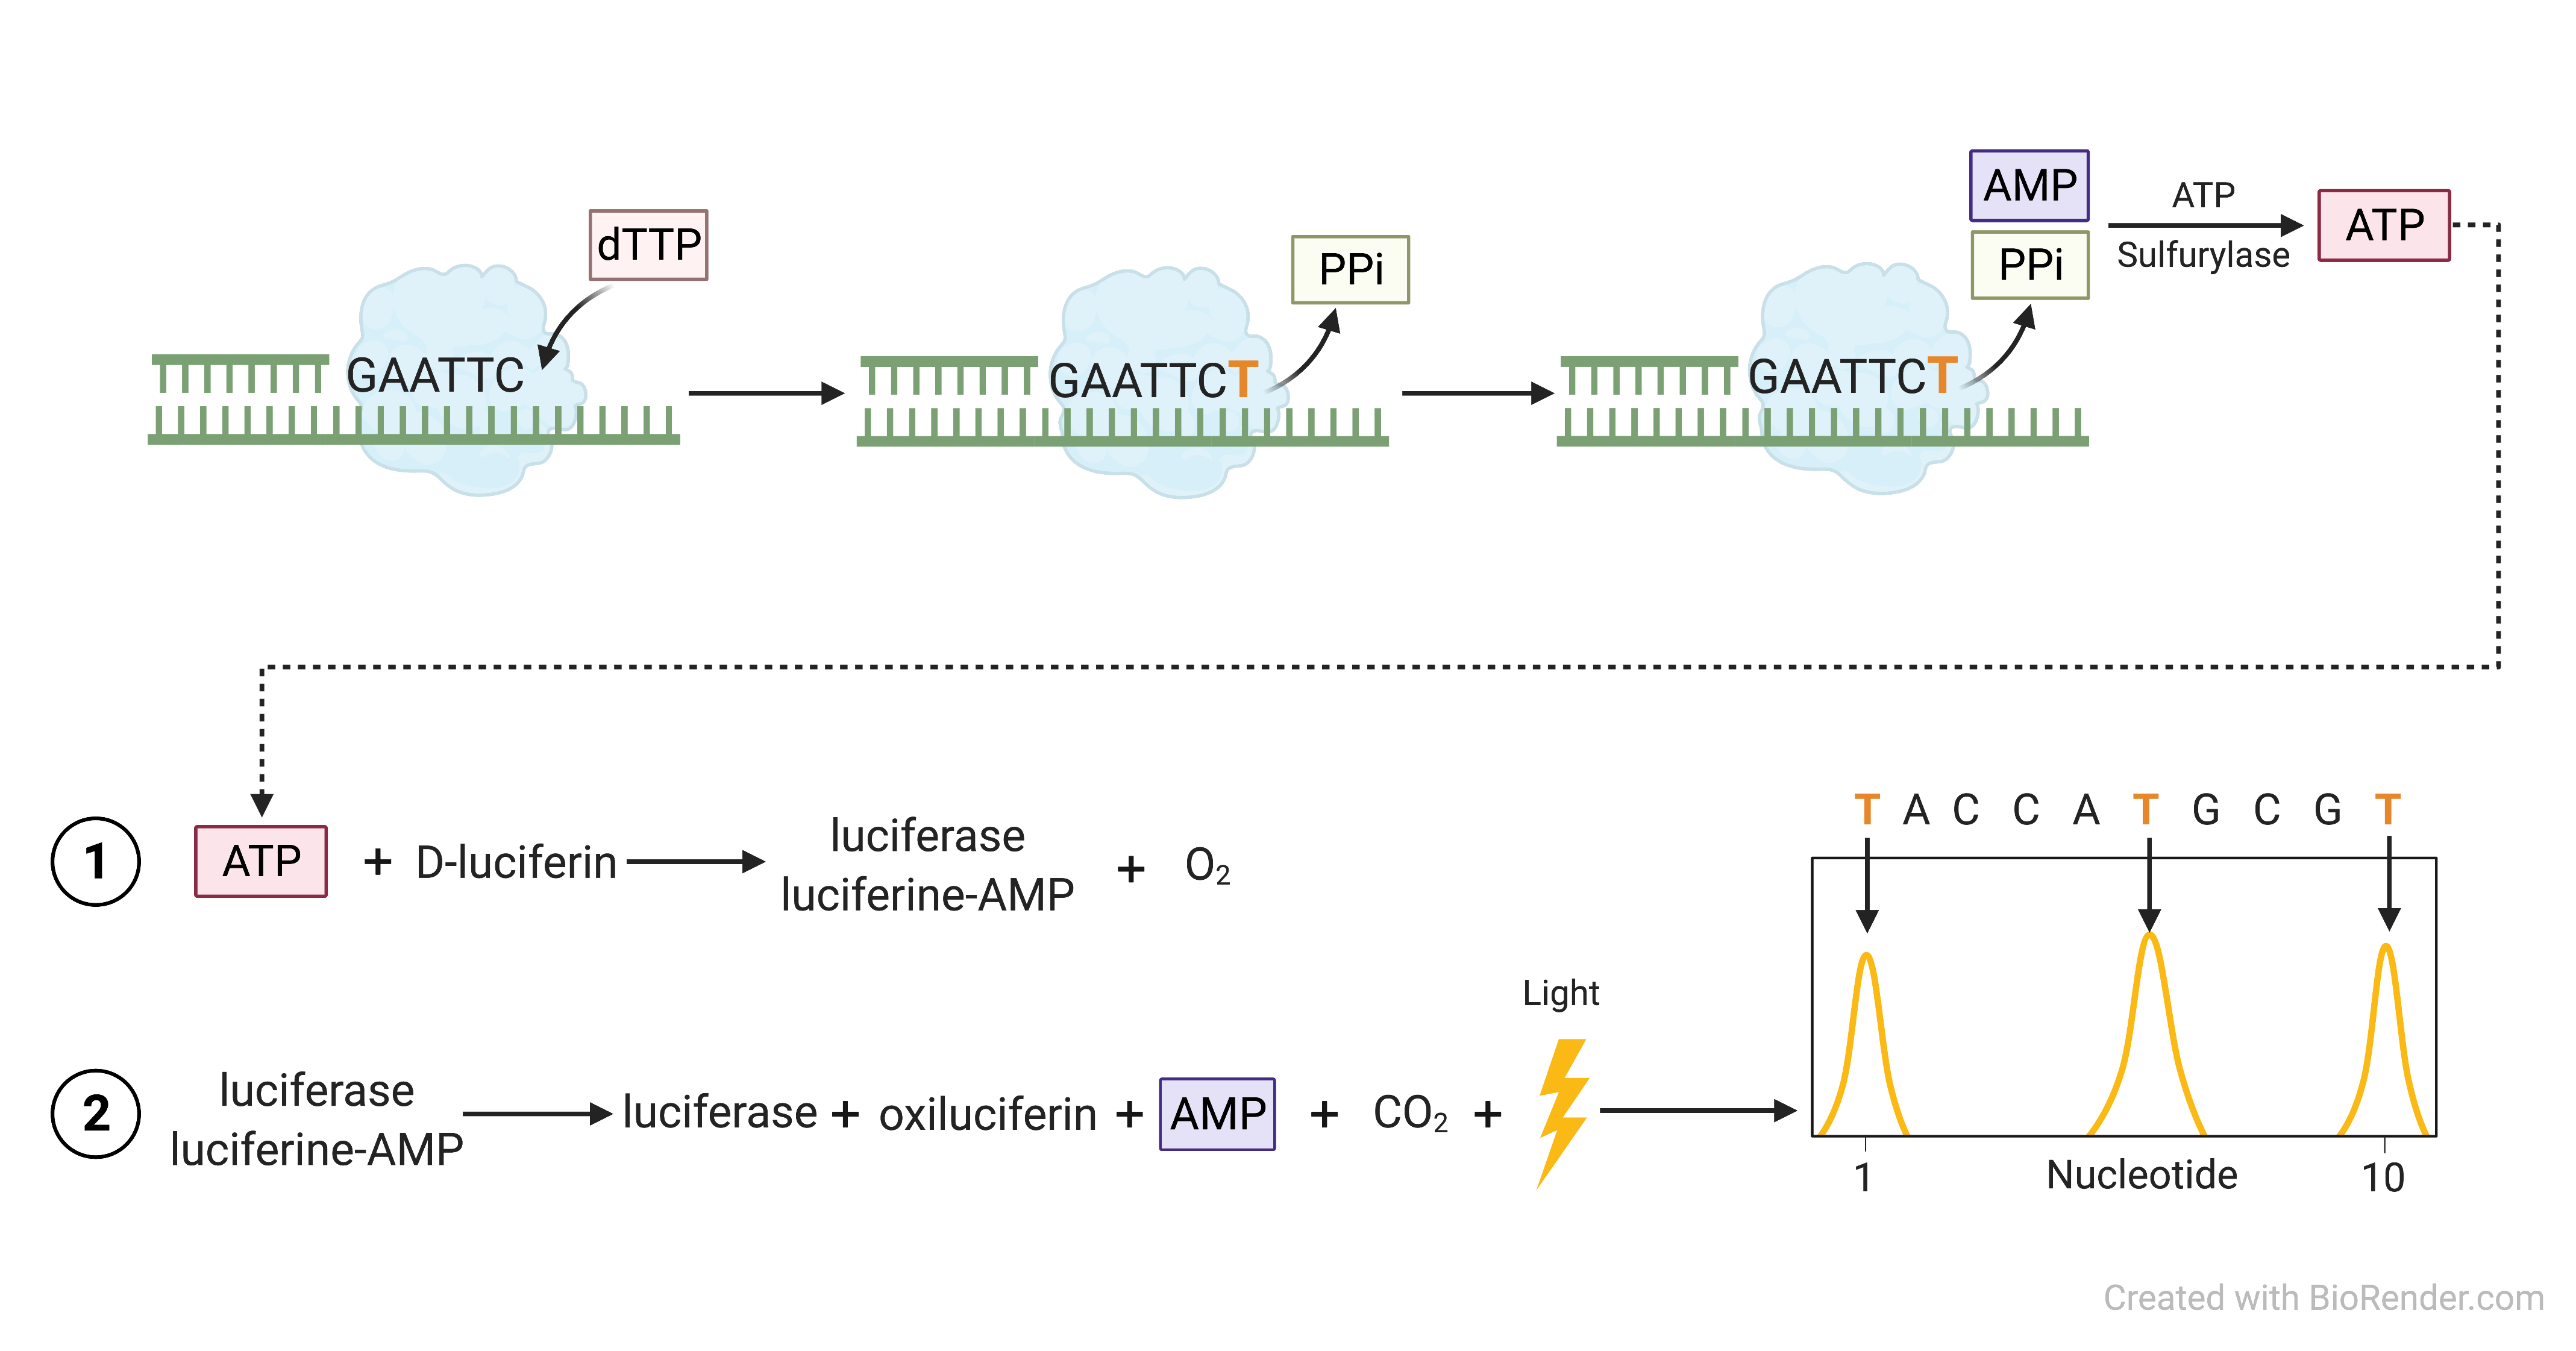 dTTP
GAATTC
PPi
GAATTCT
AMP
PPi
GAATTCT
ATP
Sulfurylase
ATP
1
ATP + D-luciferin
luciferase
luciferine-AMP
+ O₂
2
luciferase
luciferine-AMP
luciferase + oxiluciferin + AMP + CO₂ +
Light
T A C C A T G C G T
1 Nucleotide 10
Created with BioRender.com